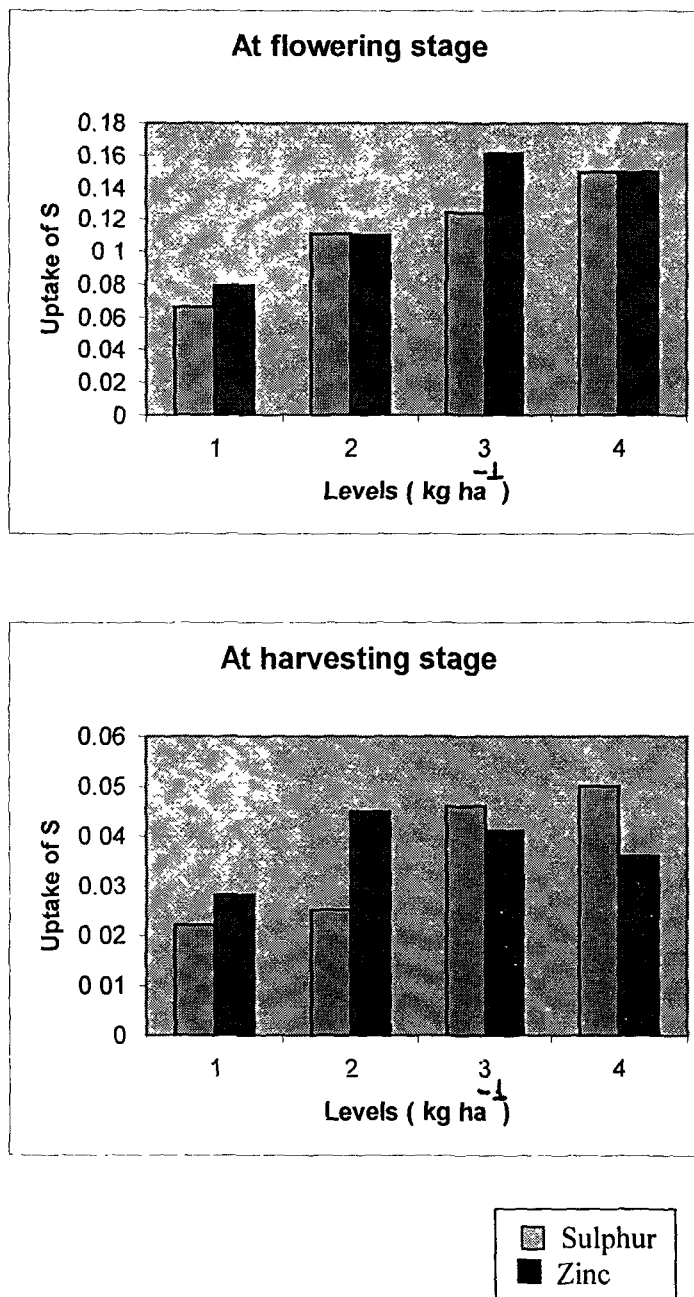 At flowering stage
0.18
0.16
0.14
0.12
0 1
0.08
0.06
0.04
0.02
0
Uptake of S
1 2 3 4
Levels ( kg ha⁻¹)
At harvesting stage
0.06
0.05
0 04
0.03
0 02
0 01
0
Uptake of S
1 2 3 4
Levels ( kg ha⁻¹)
Sulphur
Zinc